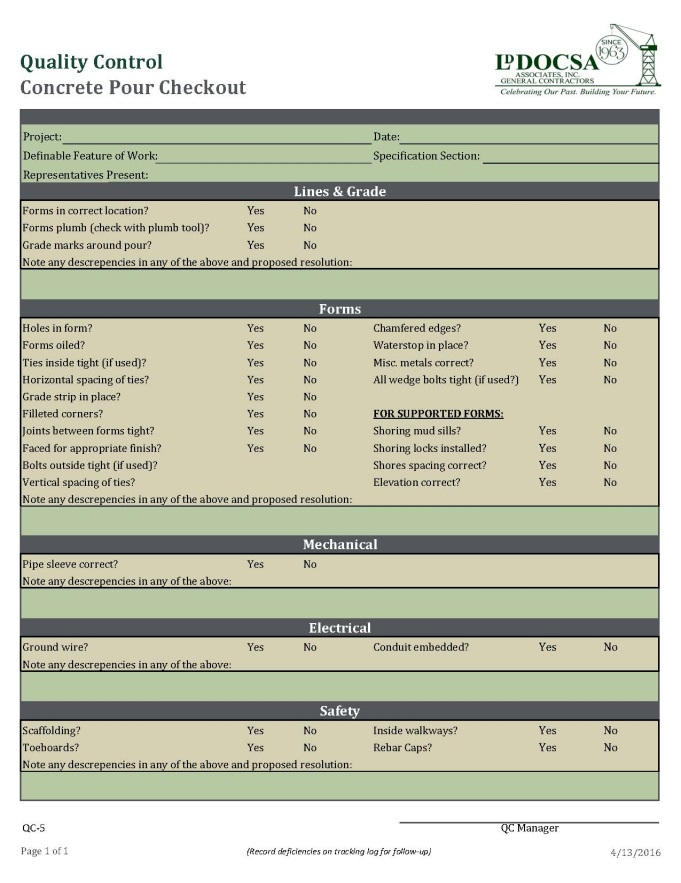 Quality Control
Concrete Pour Checkout
SINCE
1963
L.D. DOCSA
ASSOCIATES, INC.
GENERAL CONTRACTORS
Celebrating Our Past. Building Your Future.
Project: Date:
Definable Feature of Work: Specification Section:
Representatives Present:
Lines & Grade
Forms in correct location? Yes No
Forms plumb (check with plumb tool)? Yes No
Grade marks around pour? Yes No
Note any descrepencies in any of the above and proposed resolution:
Forms
Holes in form? Yes No Chamfered edges? Yes No
Forms oiled? Yes No Waterstop in place? Yes No
Ties inside tight (if used)? Yes No Misc. metals correct? Yes No
Horizontal spacing of ties? Yes No All wedge bolts tight (if used?) Yes No
Grade strip in place? Yes No
Filleted corners? Yes No FOR SUPPORTED FORMS:
Joints between forms tight? Yes No Shoring mud sills? Yes No
Faced for appropriate finish? Yes No Shoring locks installed? Yes No
Bolts outside tight (if used)? Shores spacing correct? Yes No
Vertical spacing of ties? Elevation correct? Yes No
Note any descrepencies in any of the above and proposed resolution:
Mechanical
Pipe sleeve correct? Yes No
Note any descrepencies in any of the above:
Electrical
Ground wire? Yes No Conduit embedded? Yes No
Note any descrepencies in any of the above:
Safety
Scaffolding? Yes No Inside walkways? Yes No
Toeboards? Yes No Rebar Caps? Yes No
Note any descrepencies in any of the above and proposed resolution:
QC-5 QC Manager
Page 1 of 1 (Record deficiencies on tracking log for follow-up) 4/13/2016